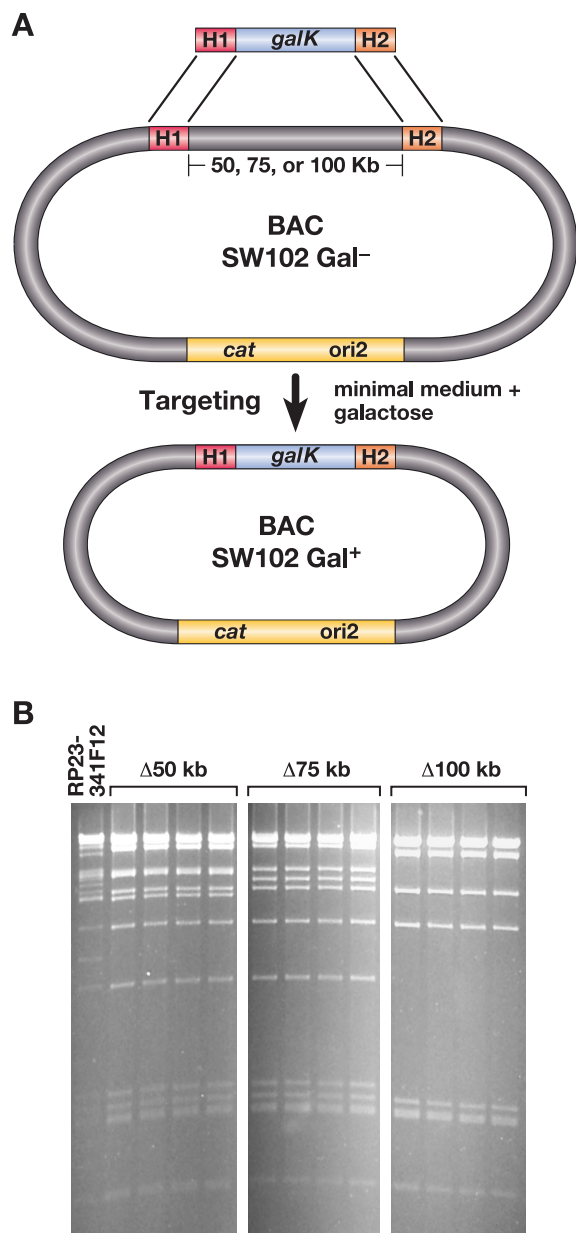 A
H1 galK H2
H1 H2
50, 75, or 100 Kb
BAC
SW102 Gal⁻
cat ori2
Targeting
minimal medium +
galactose
H1 galK H2
BAC
SW102 Gal⁺
cat ori2
B
RP23-
341F12
Δ50 kb Δ75 kb Δ100 kb